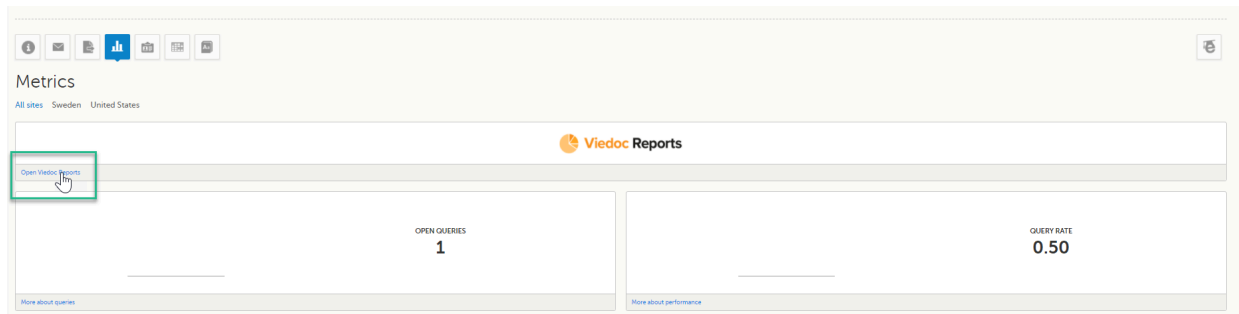 Metrics
All sites Sweden United States
Viedoc Reports
Open Viedoc Reports
OPEN QUERIES
1
QUERY RATE
0.50
More about queries
More about performance